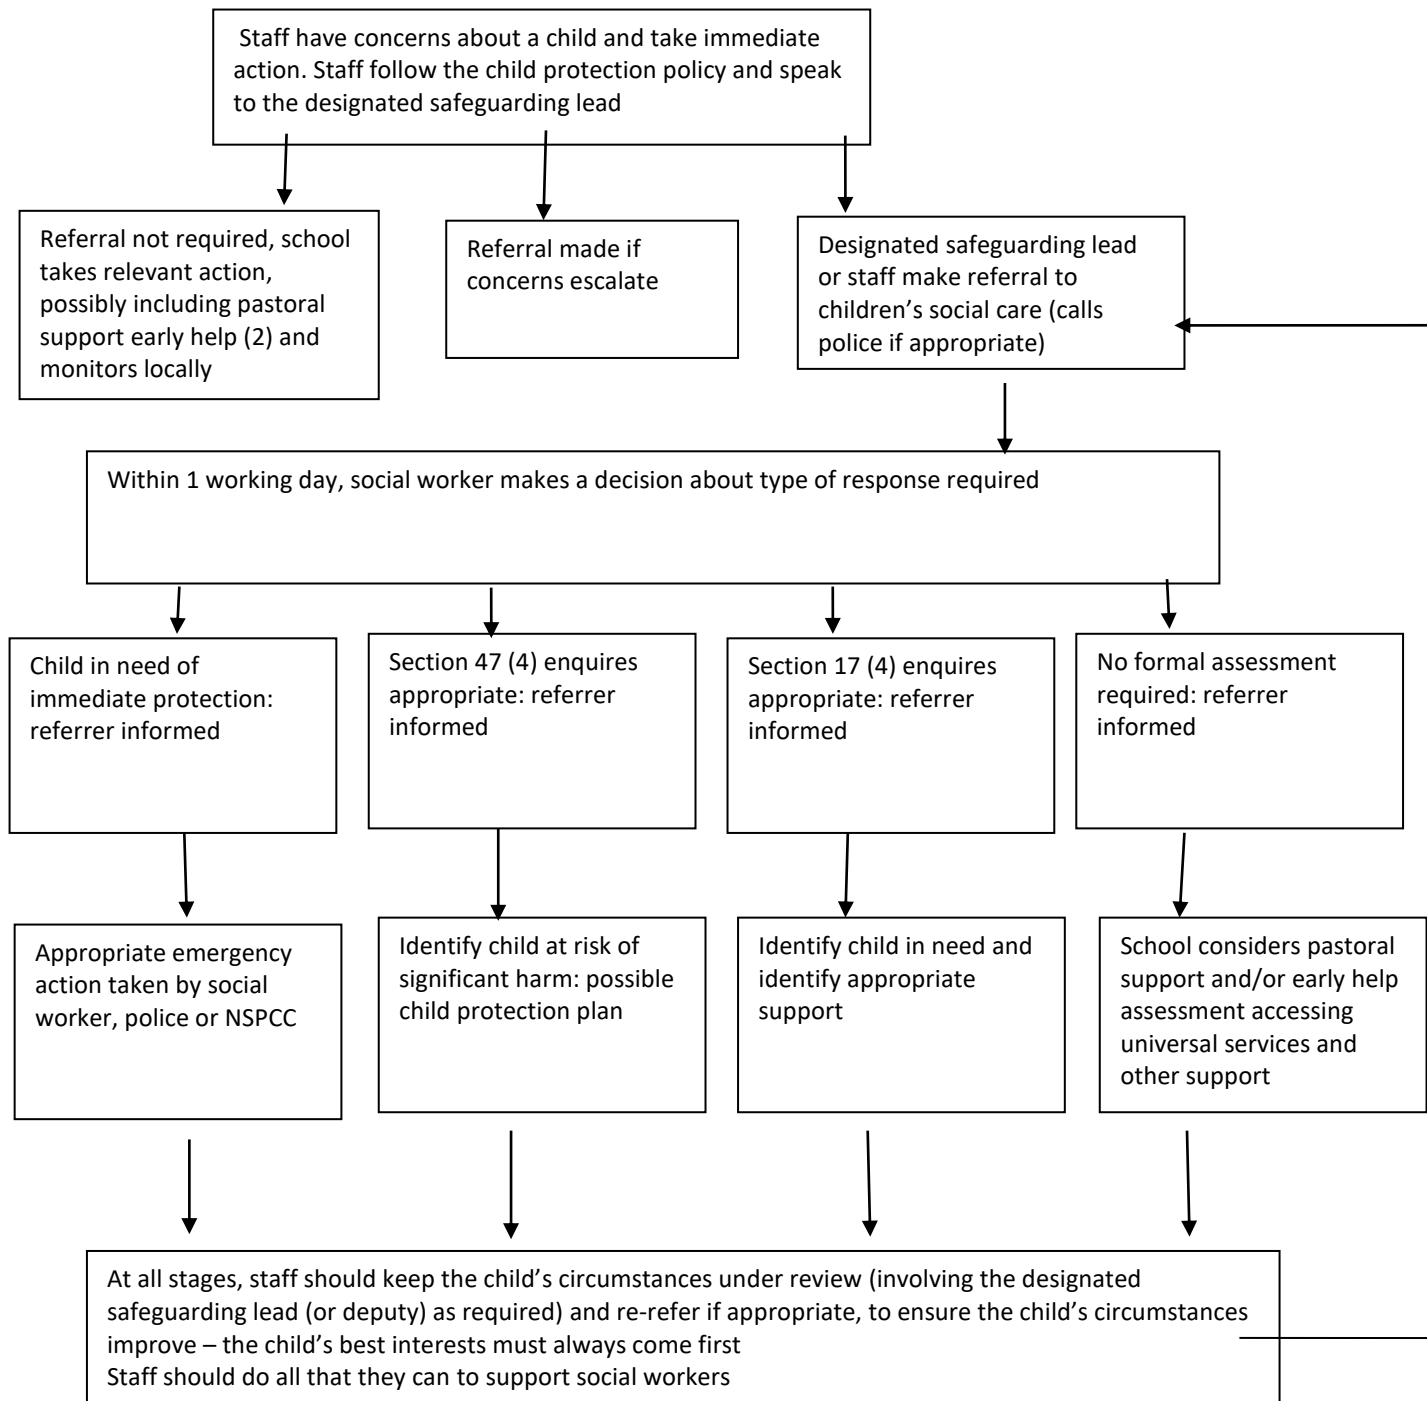 Staff have concerns about a child and take immediate
action. Staff follow the child protection policy and speak
to the designated safeguarding lead
Referral not required, school
takes relevant action,
possibly including pastoral
support early help (2) and
monitors locally
Referral made if
concerns escalate
Designated safeguarding lead
or staff make referral to
children’s social care (calls
police if appropriate)
Within 1 working day, social worker makes a decision about type of response required
Child in need of
immediate protection:
referrer informed
Section 47 (4) enquires
appropriate: referrer
informed
Section 17 (4) enquires
appropriate: referrer
informed
No formal assessment
required: referrer
informed
Appropriate emergency
action taken by social
worker, police or NSPCC
Identify child at risk of
significant harm: possible
child protection plan
Identify child in need and
identify appropriate
support
School considers pastoral
support and/or early help
assessment accessing
universal services and
other support
At all stages, staff should keep the child’s circumstances under review (involving the designated
safeguarding lead (or deputy) as required) and re-refer if appropriate, to ensure the child’s circumstances
improve – the child’s best interests must always come first
Staff should do all that they can to support social workers